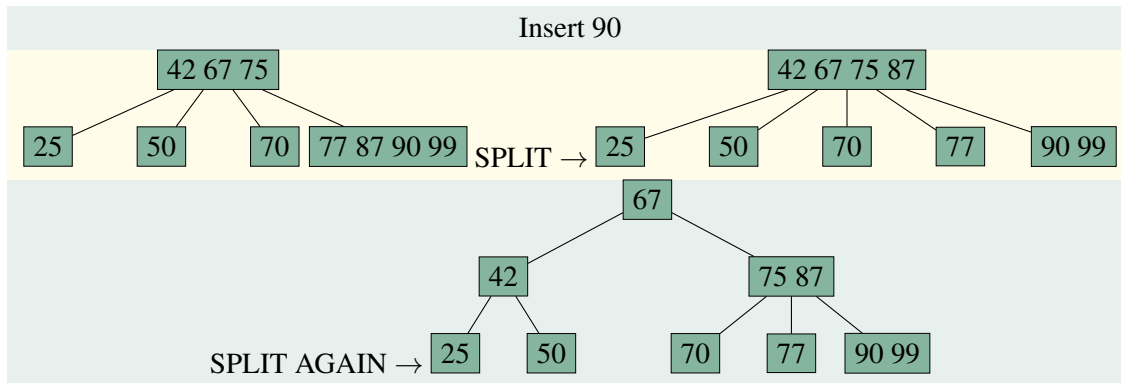 Insert 90
42 67 75
42 67 75 87
25 50 70 77 87 90 99 SPLIT → 25 50 70 77 90 99
67
42 75 87
SPLIT AGAIN → 25 50 70 77 90 99